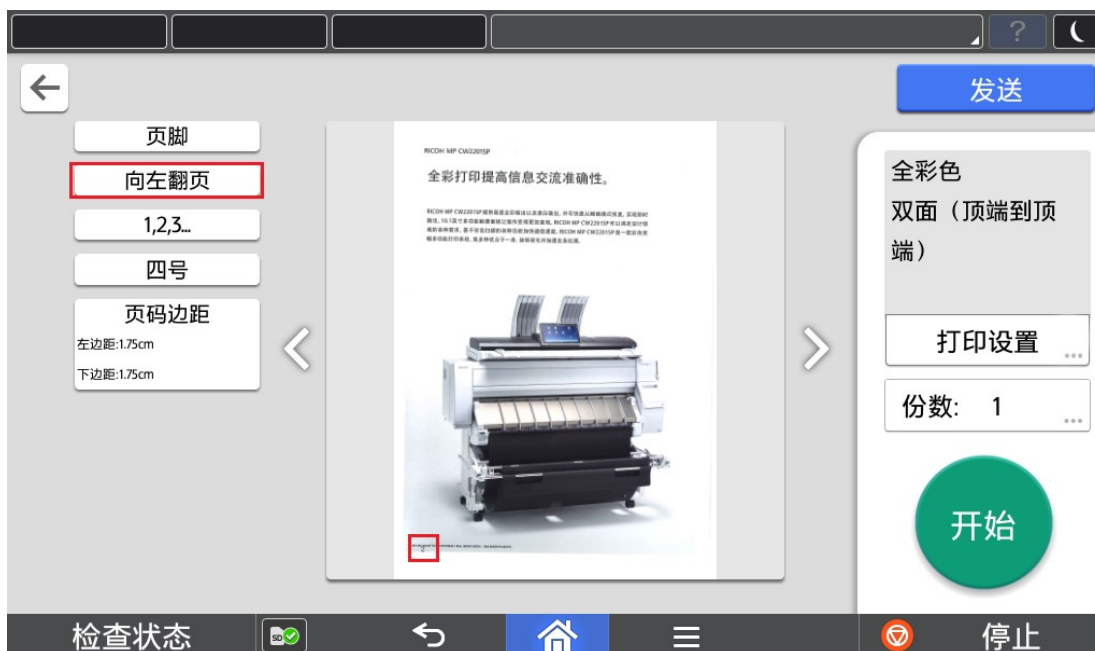 ?
发送
页脚
向左翻页
1,2,3...
四号
页码边距
左边距:1.75cm
下边距:1.75cm
RICOH MP CW2201SP
全彩打印提高信息交流准确性。
2
全彩色
双面（顶端到顶
端）
打印设置
份数: 1
开始
检查状态
SD
停止